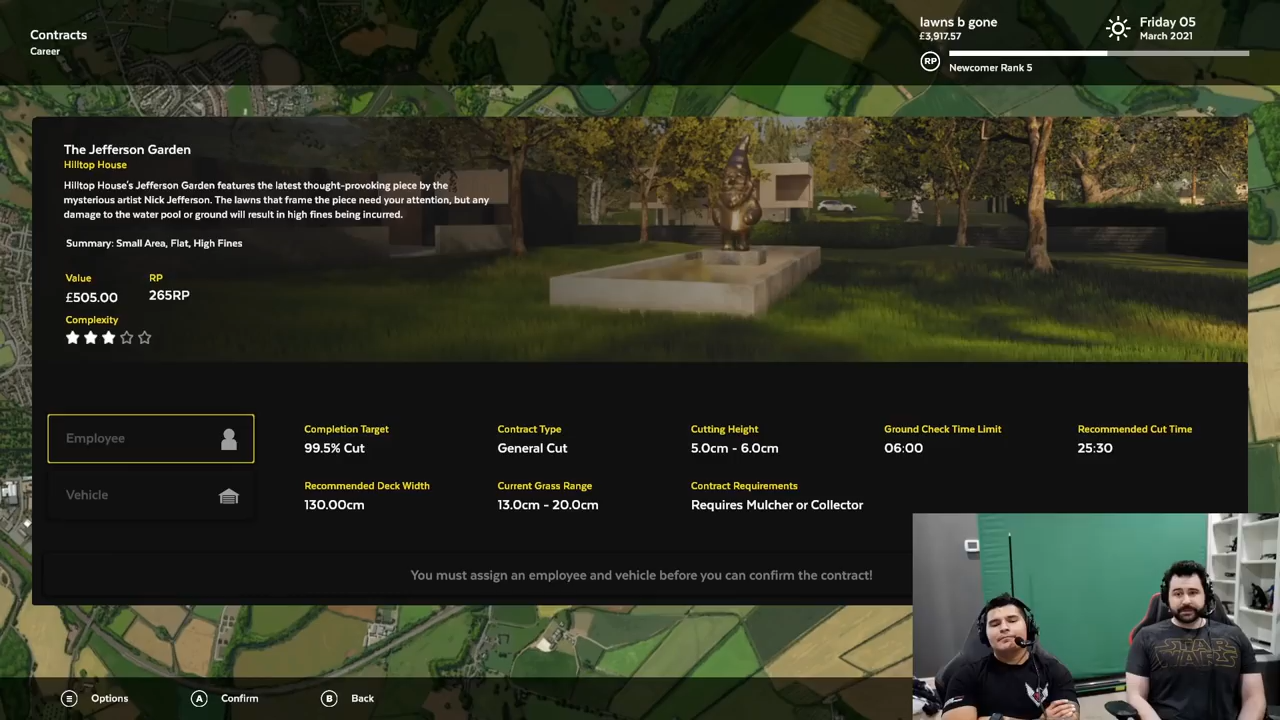 Contracts
Career
lawns b gone
£3,917.57
RP
Newcomer Rank 5
Friday 05
March 2021
The Jefferson Garden
Hilltop House
Hilltop House's Jefferson Garden features the latest thought-provoking piece by the
mysterious artist Nick Jefferson. The lawns that frame the piece need your attention, but any
damage to the water pool or ground will result in high fines being incurred.
Summary: Small Area, Flat, High Fines
Value RP
£505.00 265RP
Complexity
Employee
Vehicle
Completion Target Contract Type Cutting Height Ground Check Time Limit Recommended Cut Time
99.5% Cut General Cut 5.0cm - 6.0cm 06:00 25:30
Recommended Deck Width Current Grass Range Contract Requirements
130.00cm 13.0cm - 20.0cm Requires Mulcher or Collector
You must assign an employee and vehicle before you can confirm the contract!
STAR
WARS
Options A Confirm B Back